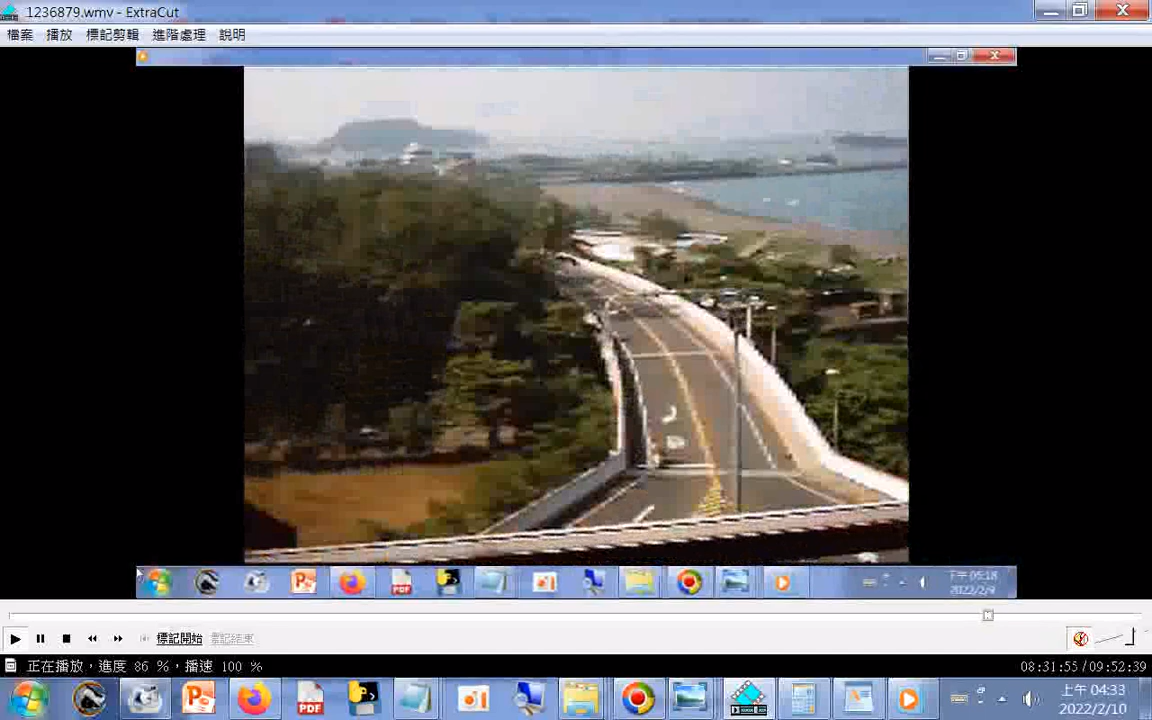 1236879.wmv - ExtraCut
檔案 播放 標記剪輯 進階處理 說明
下午 05:18
2022/2/9
標記開始 標記結束
正在播放，進度 86 %，播速 100 %
08:31:55 / 09:52:39
PDF
上午 04:33
2022/2/10